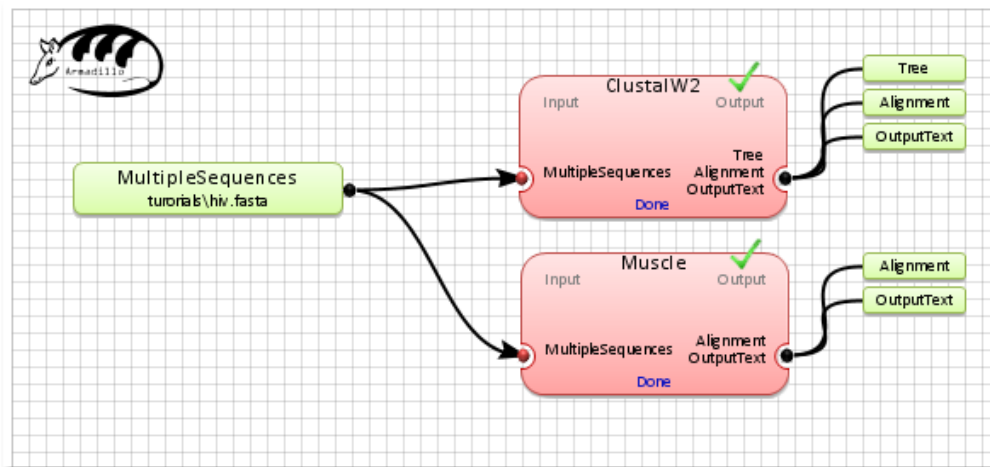 Armadillo
MultipleSequences
turorials\hiv.fasta
ClustalW2
Input
Output
MultipleSequences
Tree
Alignment
OutputText
Done
Tree
Alignment
OutputText
Muscle
Input
Output
MultipleSequences
Alignment
OutputText
Done
Alignment
OutputText